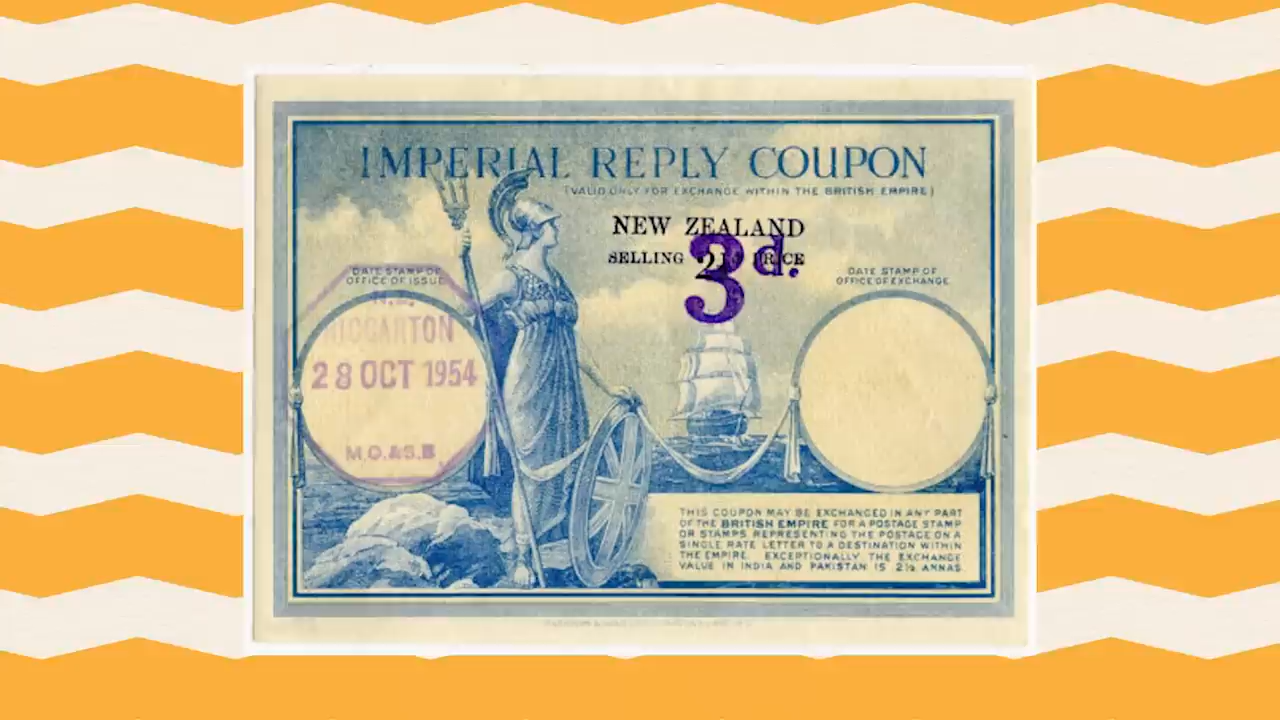 IMPERIAL REPLY COUPON
(VALID ONLY FOR EXCHANGE WITHIN THE BRITISH EMPIRE)
NEW ZEALAND
SELLING PRICE
3d.
DATE STAMP OF
OFFICE OF ISSUE
N.Z.
RICCARTON
28 OCT 1954
M.O.&S.B
DATE STAMP OF
OFFICE OF EXCHANGE
THIS COUPON MAY BE EXCHANGED IN ANY PART
OF THE BRITISH EMPIRE FOR A POSTAGE STAMP
OR STAMPS REPRESENTING THE POSTAGE ON A
SINGLE RATE LETTER TO A DESTINATION WITHIN
THE EMPIRE. EXCEPTIONALLY THE EXCHANGE
VALUE IN INDIA AND PAKISTAN IS 2½ ANNAS